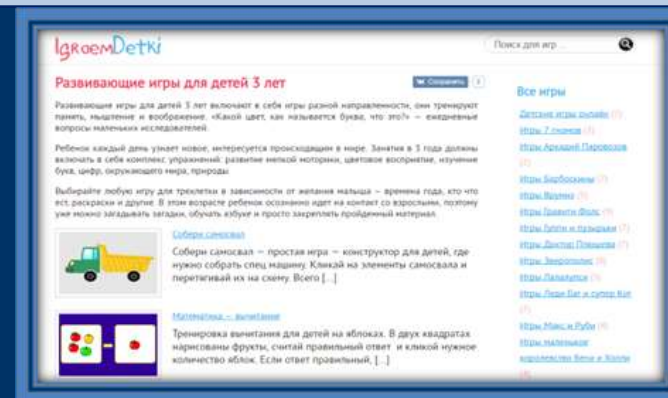 IgroemDetki
Поиск для игр ...
Развивающие игры для детей 3 лет
Сохранить
Развивающие игры для детей 3 лет включают в себя игры разной направленности, они тренируют
память, мышление и воображение. «Какой цвет, как называется буква, что это?» — ежедневные
вопросы маленьких исследователей.
Ребенок каждый день узнает новое, интересуется происходящим в мире. Занятия в 3 года должны
включать в себя комплекс упражнений: развитие мелкой моторики, цветовое восприятие, изучение
букв, цифр, окружающего мира, природы.
Выбирайте любую игру для трехлетки в зависимости от желания малыша — времена года, кто что
ест, раскраски и другие. В этом возрасте ребенок осознанно идет на контакт со взрослыми, поэтому
уже можно загадывать загадки, обучать азбуке и просто закреплять пройденный материал.
Собери самосвал
Собери самосвал — простая игра — конструктор для детей, где
нужно собрать спец машину. Кликай на элементы самосвала и
перетягивай их на схему. Всего [...]
Математика — вычитание
Тренировка вычитания для детей на яблоках. В двух квадратах
нарисованы фрукты, считай правильный ответ и кликой нужное
количество яблок. Если ответ правильный, [...]
Все игры
Детские игры онлайн
Игры 7 гномов
Игры Аркадий Паровозов
Игры Барбоскины
Игры Врумиз
Игры Гравити Фолс
Игры Гуппи и пузырьки
Игры Доктор Плюшева
Игры Зверополис
Игры Лалалупси
Игры Леди Баг и супер Кот
Игры Макс и Руби
Игры маленькое
королевство Бена и Холли